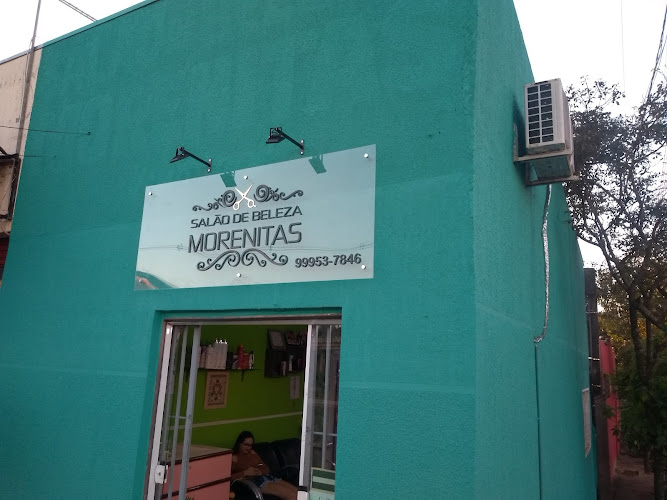 SALÃO DE BELEZA
MORENITAS
99953-7846